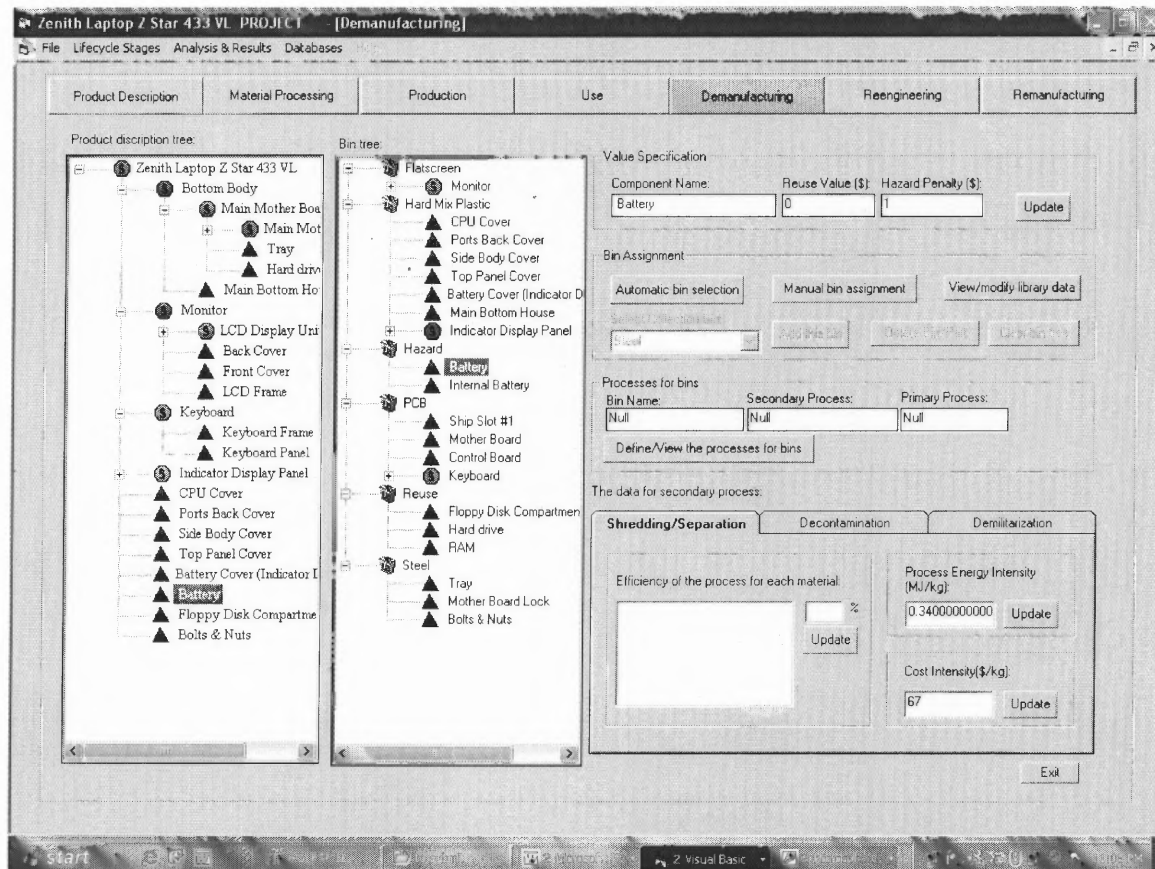 Zenith Laptop Z Star 433 VL PROJECT - [Demanufacturing]
File Lifecycle Stages Analysis & Results Databases
Product Description Material Processing Production Use Demanufacturing Reengineering Remanufacturing
Product discription tree:
Zenith Laptop Z Star 433 VL
Bottom Body
Main Mother Boa
Main Mot
Tray
Hard driv
Main Bottom Ho
Monitor
LCD Display Uni
Back Cover
Front Cover
LCD Frame
Keyboard
Keyboard Frame
Keyboard Panel
Indicator Display Panel
CPU Cover
Ports Back Cover
Side Body Cover
Top Panel Cover
Battery Cover (Indicator I
Battery
Floppy Disk Compartme
Bolts & Nuts
Bin tree:
Flatscreen
Monitor
Hard Mix Plastic
CPU Cover
Ports Back Cover
Side Body Cover
Top Panel Cover
Battery Cover (Indicator D
Main Bottom House
Indicator Display Panel
Hazard
Battery
Internal Battery
PCB
Ship Slot #1
Mother Board
Control Board
Keyboard
Reuse
Floppy Disk Compartmen
Hard drive
RAM
Steel
Tray
Mother Board Lock
Bolts & Nuts
Value Specification
Component Name: Reuse Value ($): Hazard Penalty ($):
Battery 0 1 Update
Bin Assignment
Automatic bin selection Manual bin assignment View/modify library data
Steel Add this bin Clear bin tree
Processes for bins
Bin Name: Secondary Process: Primary Process:
Null Null Null
Define/View the processes for bins
The data for secondary process:
Shredding/Separation Decontamination Demilitarization
Efficiency of the process for each material:
% Update
Process Energy Intensity
(MJ/kg):
0.34000000000 Update
Cost Intensity($/kg):
67 Update
Exit
start 2 Visual Basic